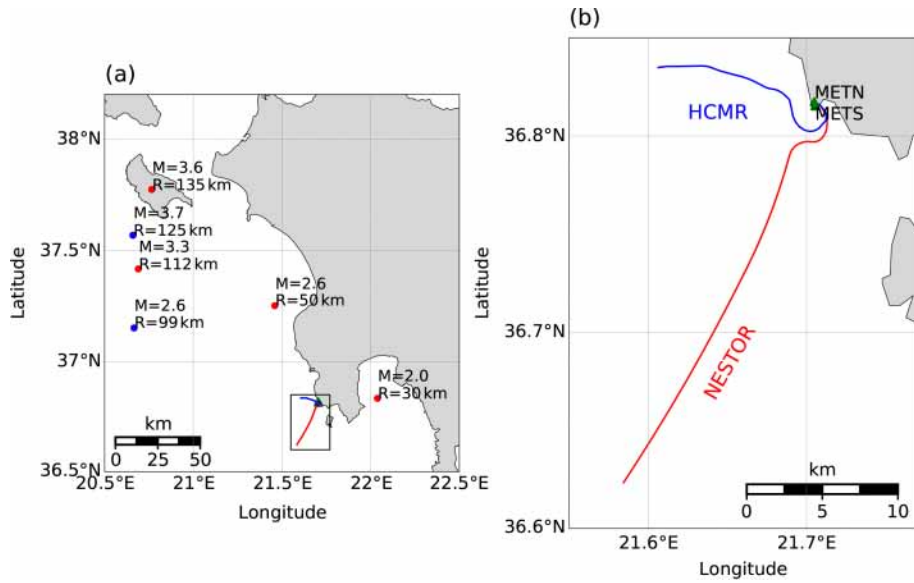 (a)
38°N
37.5°N
37°N
36.5°N
Latitude
M=3.6
R=135 km
M=3.7
R=125 km
M=3.3
R=112 km
M=2.6
R=99 km
M=2.6
R=50 km
M=2.0
R=30 km
km
0 25 50
20.5°E 21°E 21.5°E 22°E 22.5°E
Longitude
(b)
36.8°N
36.7°N
36.6°N
Latitude
METN
METS
HCMR
NESTOR
km
0 5 10
21.6°E 21.7°E
Longitude